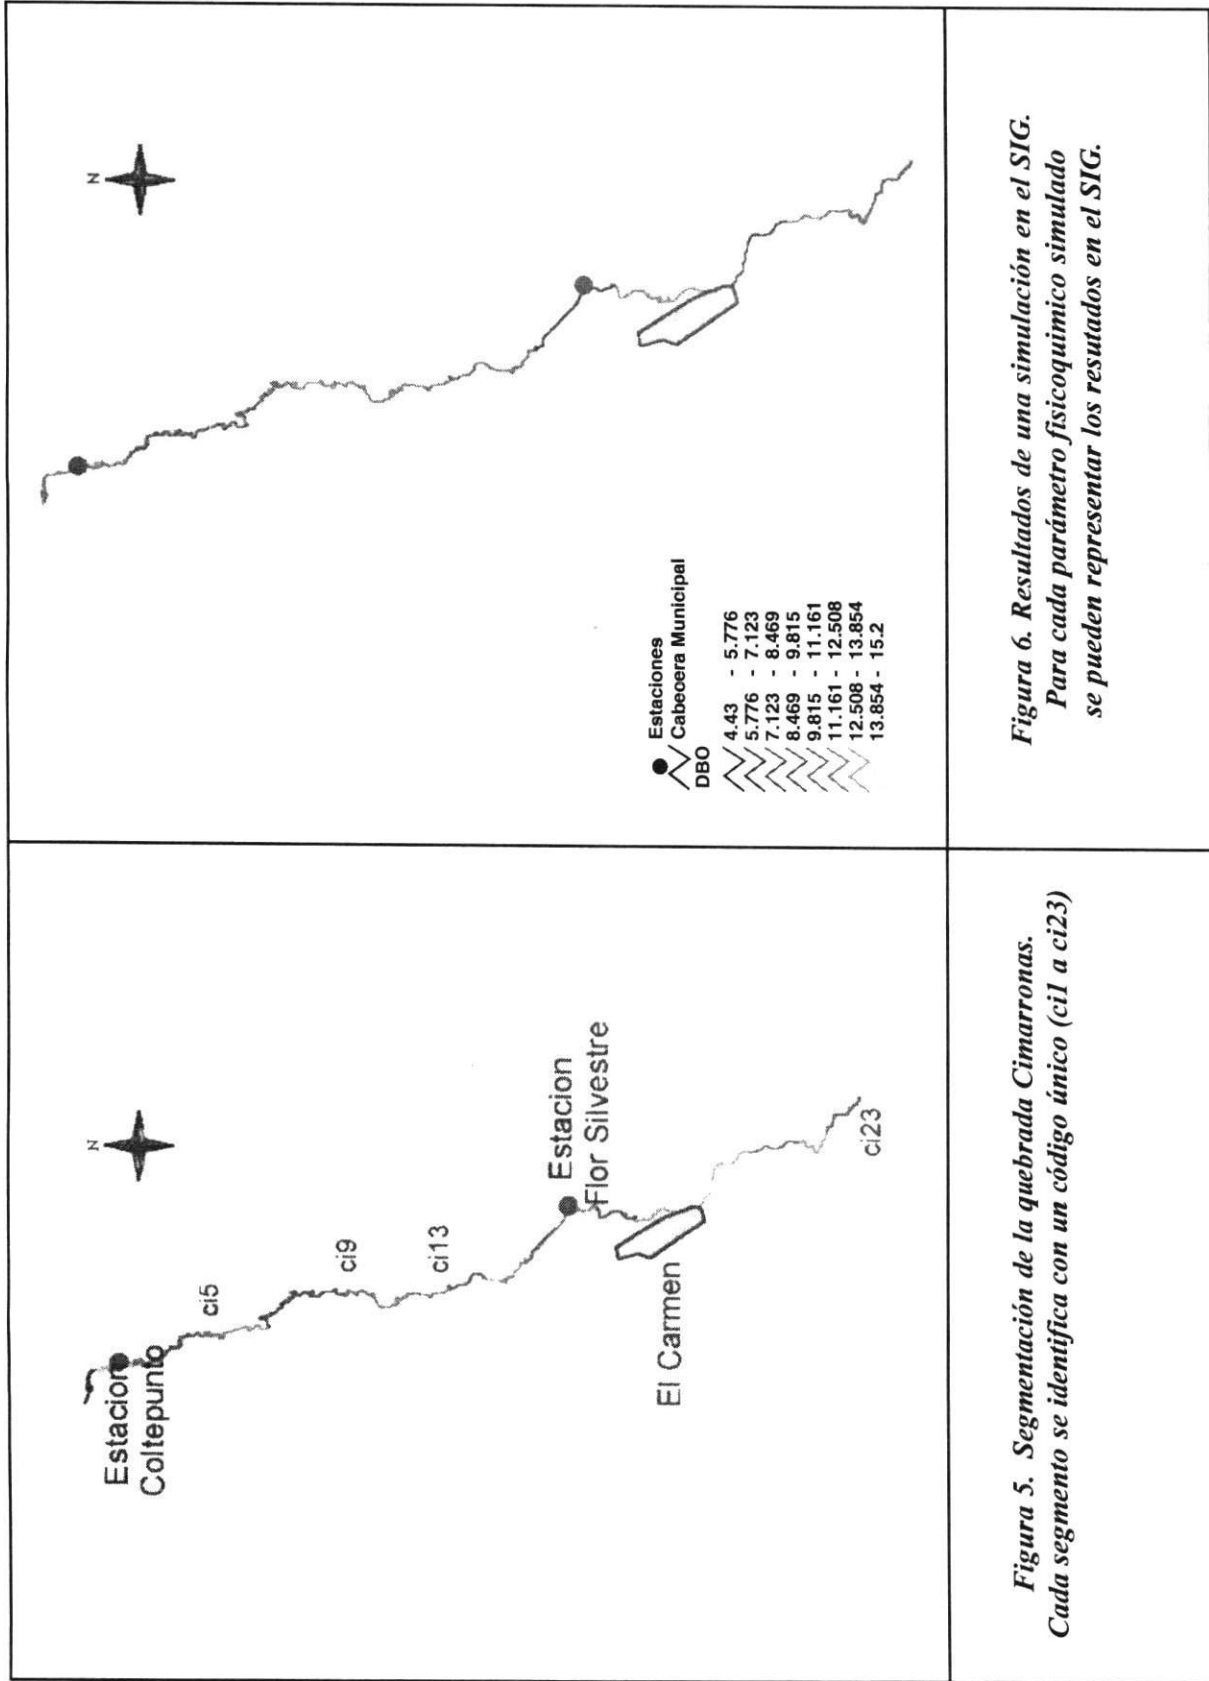 N
Estacion
Coltepunto
ci5
ci9
ci13
Estacion
Flor Silvestre
El Carmen
ci23
Figura 5. Segmentación de la quebrada Cimarronas.
Cada segmento se identifica con un código único (ci1 a ci23)
N
Estaciones
Cabecera Municipal
DBO
4.43 - 5.776
5.776 - 7.123
7.123 - 8.469
8.469 - 9.815
9.815 - 11.161
11.161 - 12.508
12.508 - 13.854
13.854 - 15.2
Figura 6. Resultados de una simulación en el SIG.
Para cada parámetro fisicoquimico simulado
se pueden representar los resutados en el SIG.